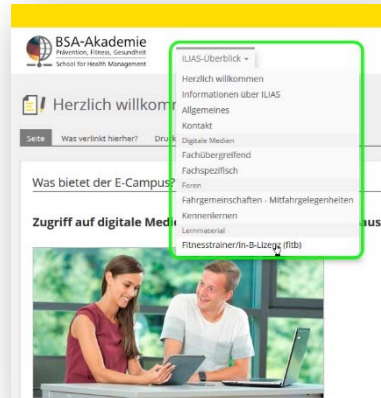 BSA-Akademie
Prävention, Fitness, Gesundheit
School for Health Management
ILIAS-Überblick
Herzlich willkommen
Informationen über ILIAS
Allgemeines
Kontakt
Digitale Medien
Fachübergreifend
Fachspezifisch
Foren
Fahrgemeinschaften - Mitfahrgelegenheiten
Kennenlernen
Lernmaterial
Fitnesstrainer/in-B-Lizenz (fitb)
Herzlich willkom
Seite Was verlinkt hierher? Druck
Was bietet der E-Campus?
Zugriff auf digitale Medie aus